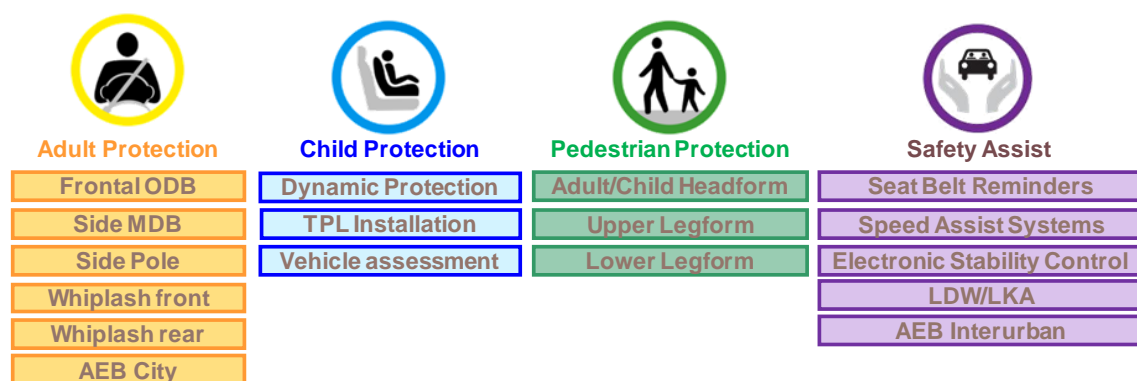 Adult Protection
Frontal ODB
Side MDB
Side Pole
Whiplash front
Whiplash rear
AEB City
Child Protection
Dynamic Protection
TPL Installation
Vehicle assessment
Pedestrian Protection
Adult/Child Headform
Upper Legform
Lower Legform
Safety Assist
Seat Belt Reminders
Speed Assist Systems
Electronic Stability Control
LDW/LKA
AEB Interurban